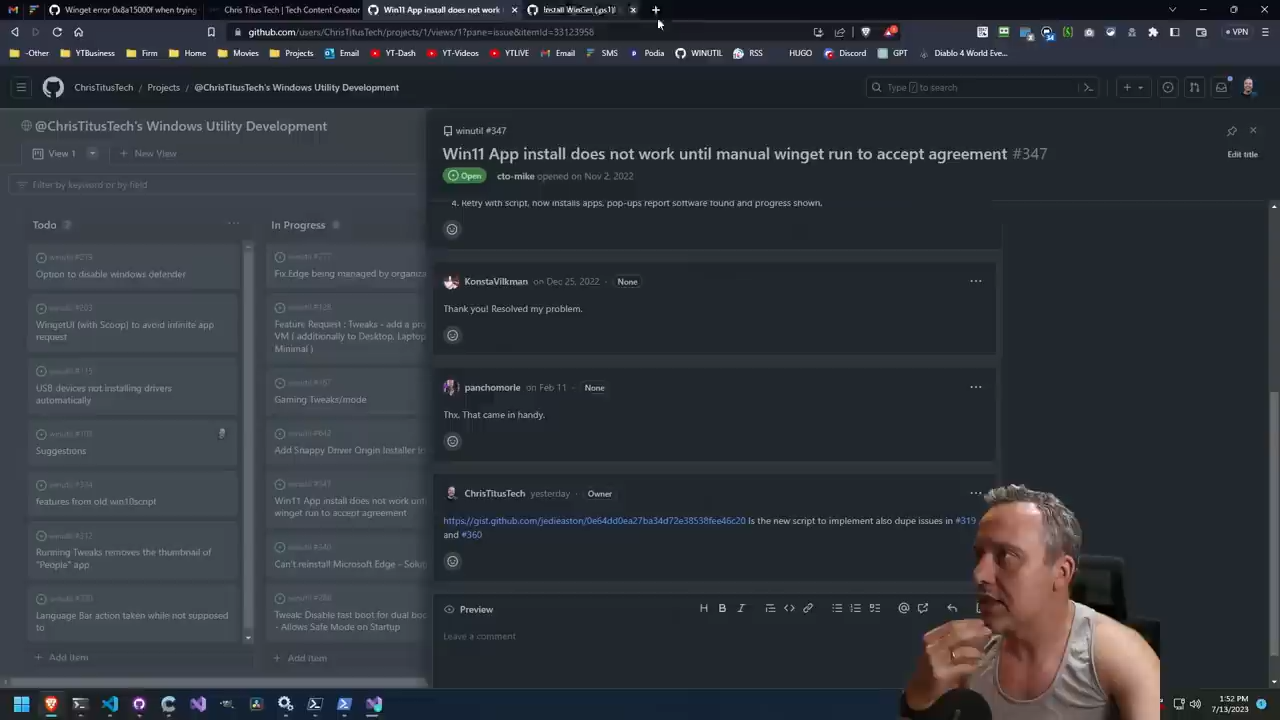 Winget error 0x8a15000f when trying
Chris Titus Tech | Tech Content Creator
Win11 App install does not work
Install WinGet (.ps1)
github.com/users/ChrisTitusTech/projects/1/views/1?pane=issue&itemId=33123958
VPN
-Other
YTBusiness
Farm
Home
Movies
Projects
Email
YT-Dash
YT-Videos
YTLIVE
Email
SMS
Podia
WINUTIL
RSS
HUGO
Discord
GPT
Diablo 4 Leve...
ChrisTitusTech / Projects / @ChrisTitusTech's Windows Utility Development
Type / to search
@ChrisTitusTech's Windows Utility Development
View 1
New View
Filter by keyword or by field
Todo
Option to disable windows defender
WingetUI (with Scoop) to avoid infinite app
request
winutil #115
USB devices not installing drivers
automatically
Suggestions
features from old win10script
Running Tweaks removes the thumbnail of
"People" app
Language Bar action taken while not supposed
to
Add Item
In Progress
Fix Edge being managed by organiza
Feature Request : Tweaks - add a pro
VM ( additionally to Desktop, Laptop
Minimal )
Gaming Tweaks/mode
Add Snappy Driver Origin Installer to
winutil #347
Win11 App install does not work unti
winget run to accept agreement
Can't reinstall Microsoft Edge - Solu
Tweak: Disable fast boot for dual boo
- Allows Safe Mode on Startup
Add Item
winutil #347
Win11 App install does not work until manual winget run to accept agreement #347
Edit title
Open
cto-mike opened on Nov 2, 2022
4. Retry with script, now installs apps, pop-ups report software found and progress shown.
KonstaVilkman on Dec 25, 2022 · None
Thank you! Resolved my problem.
panchomorle on Feb 11 · None
Thx. That came in handy.
ChrisTitusTech yesterday · Owner
https://gist.github.com/jedieaston/0e64dd0ea27ba34d72e38538fee46c20 Is the new script to implement also dupe issues in #319
and #360
Preview
Leave a comment
1:52 PM
7/13/2023